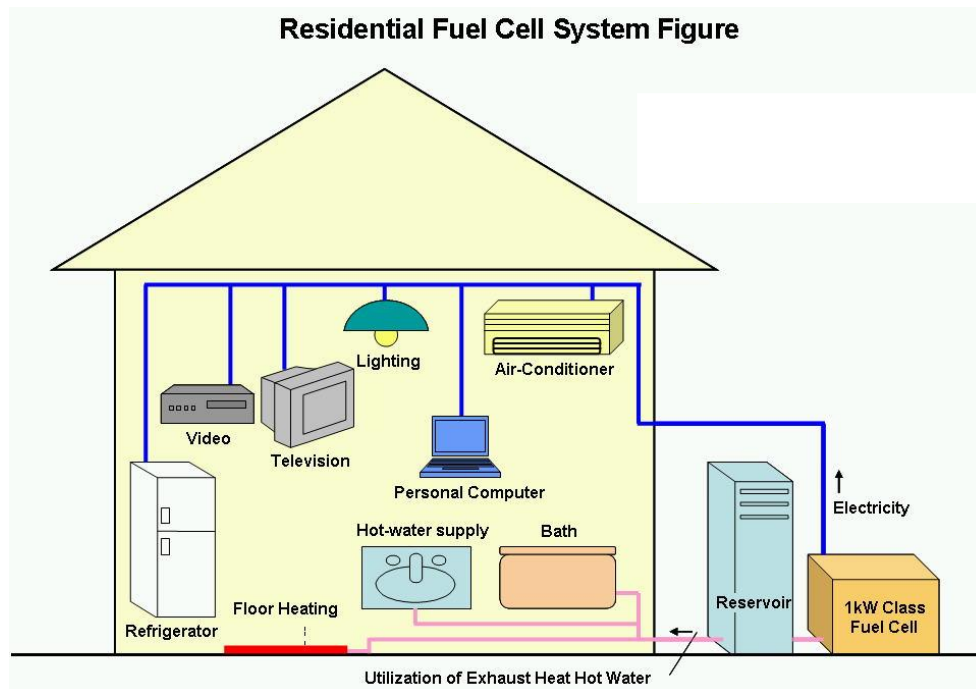 Residential Fuel Cell System Figure
Lighting
Air-Conditioner
Video
Television
Personal Computer
Electricity
Hot-water supply
Bath
Reservoir
1kW Class
Fuel Cell
Floor Heating
Refrigerator
Utilization of Exhaust Heat Hot Water